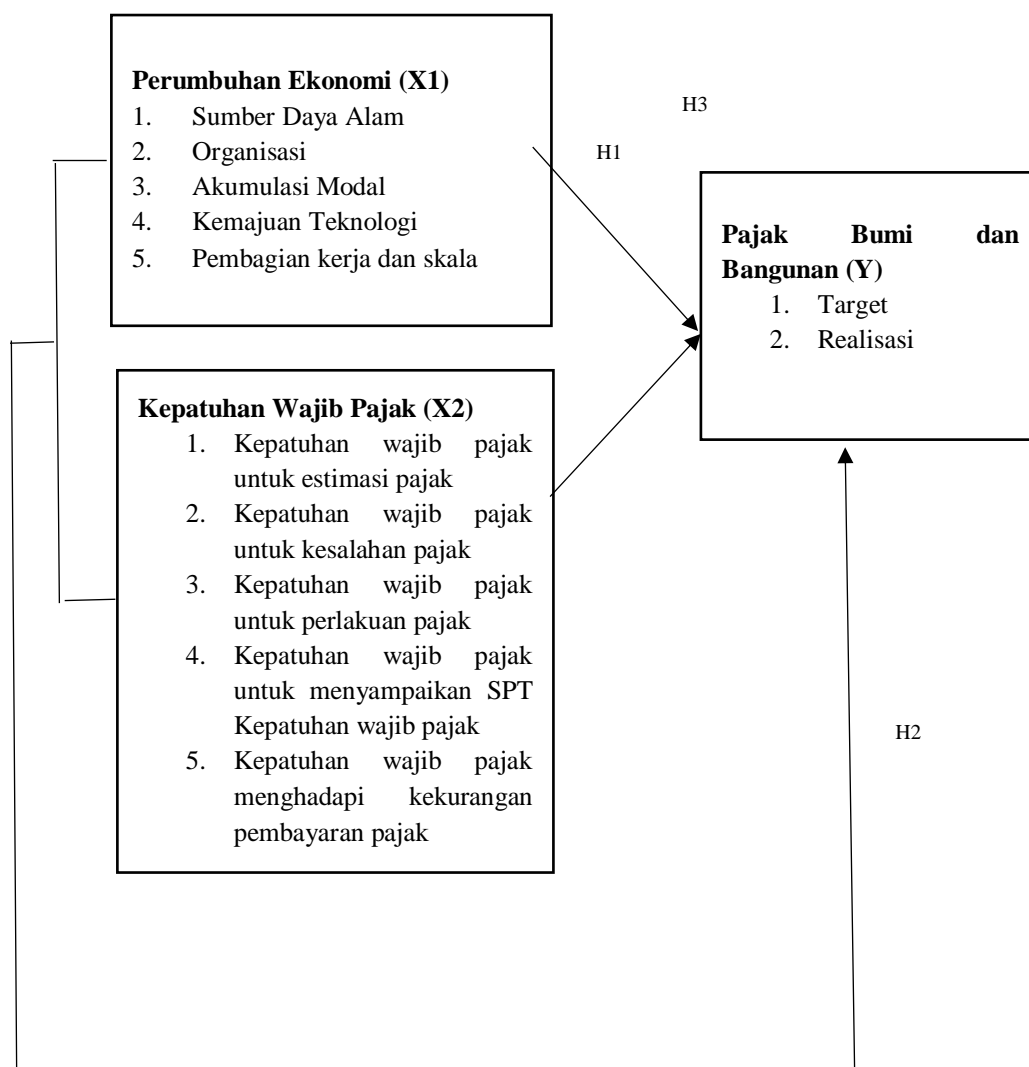 Perumbuhan Ekonomi (X1)
1. Sumber Daya Alam
2. Organisasi
3. Akumulasi Modal
4. Kemajuan Teknologi
5. Pembagian kerja dan skala
H3
H1
Pajak Bumi dan
Bangunan (Y)
1. Target
2. Realisasi
Kepatuhan Wajib Pajak (X2)
1. Kepatuhan wajib pajak
untuk estimasi pajak
2. Kepatuhan wajib pajak
untuk kesalahan pajak
3. Kepatuhan wajib pajak
untuk perlakuan pajak
4. Kepatuhan wajib pajak
untuk menyampaikan SPT
Kepatuhan wajib pajak
5. Kepatuhan wajib pajak
menghadapi kekurangan
pembayaran pajak
H2